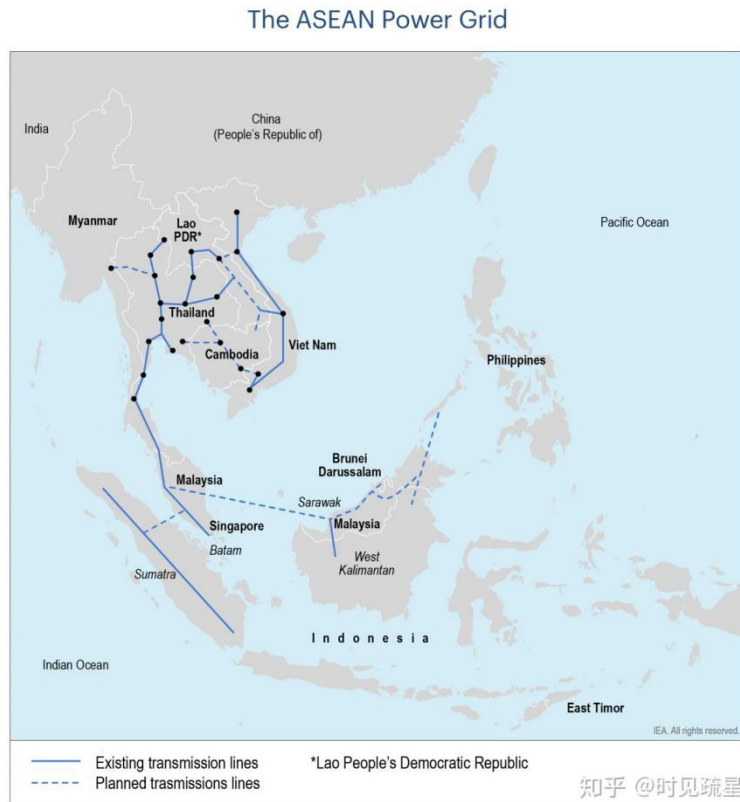 The ASEAN Power Grid
China
(People's Republic of)
India
Myanmar
Lao
PDR*
Pacific Ocean
Thailand
Viet Nam
Cambodia
Philippines
Brunei
Darussalam
Malaysia
Sarawak
Singapore
Malaysia
Batam
West
Kalimantan
Sumatra
Indonesia
Indian Ocean
East Timor
IEA. All rights reserved.
Existing transmission lines
*Lao People's Democratic Republic
Planned trasmissions lines
知乎 @时见疏星